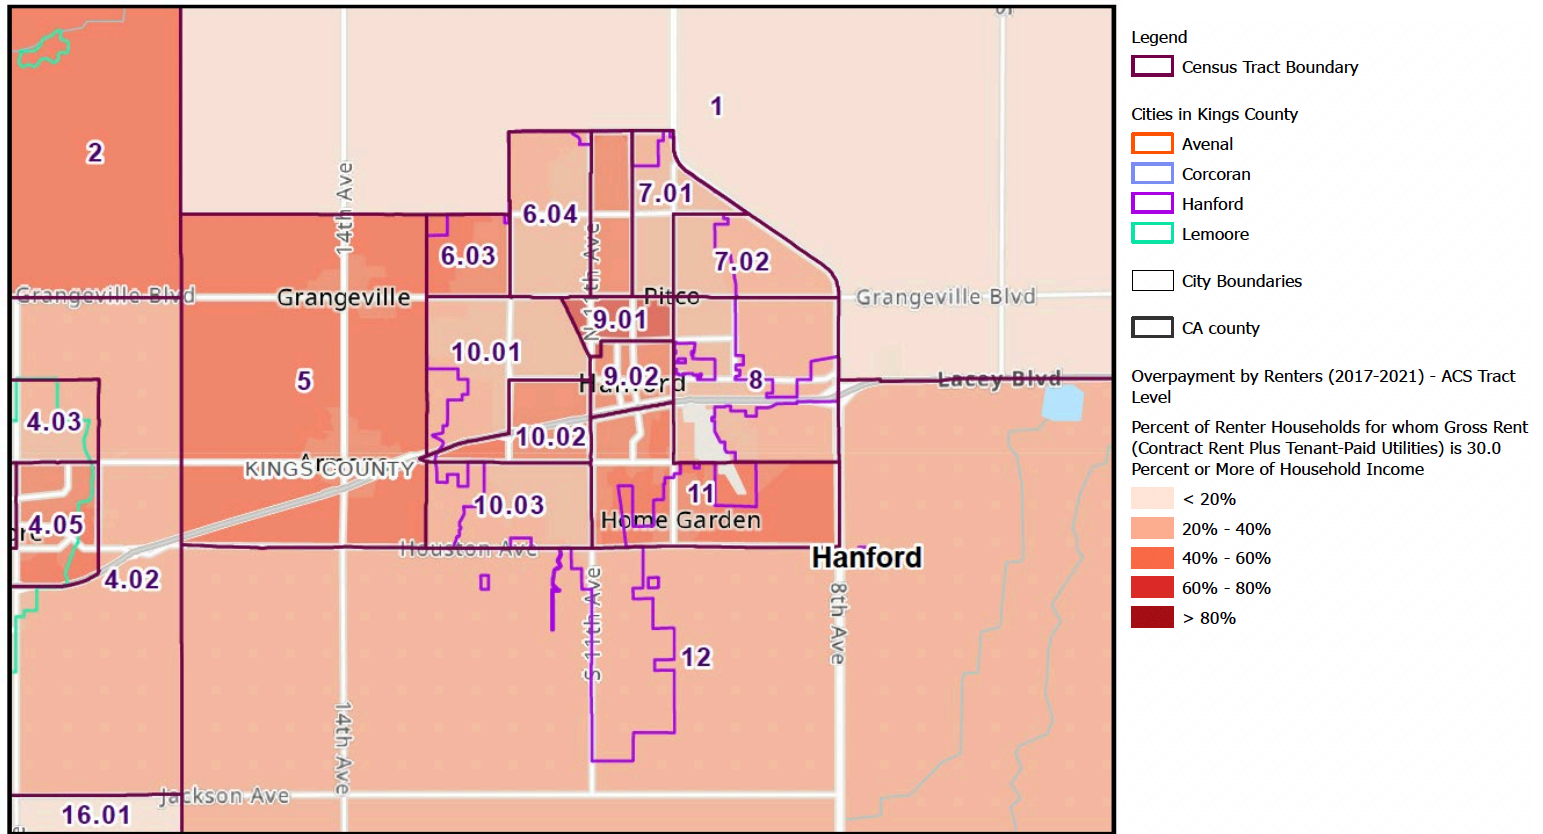 1
2
14th Ave
7.01
6.04
6.03
7.02
N 11th Ave
Grangeville Blvd
Grangeville
Pitco
Grangeville Blvd
9.01
10.01
5
9.02
Hanford
8
Lacey Blvd
4.03
10.02
KINGS COUNTY
11
10.03
4.05
Home Garden
Houston Ave
Hanford
4.02
S 11th Ave
8th Ave
12
14th Ave
Jackson Ave
16.01
Legend
Census Tract Boundary
Cities in Kings County
Avenal
Corcoran
Hanford
Lemoore
City Boundaries
CA county
Overpayment by Renters (2017-2021) - ACS Tract
Level
Percent of Renter Households for whom Gross Rent
(Contract Rent Plus Tenant-Paid Utilities) is 30.0
Percent or More of Household Income
< 20%
20% - 40%
40% - 60%
60% - 80%
> 80%